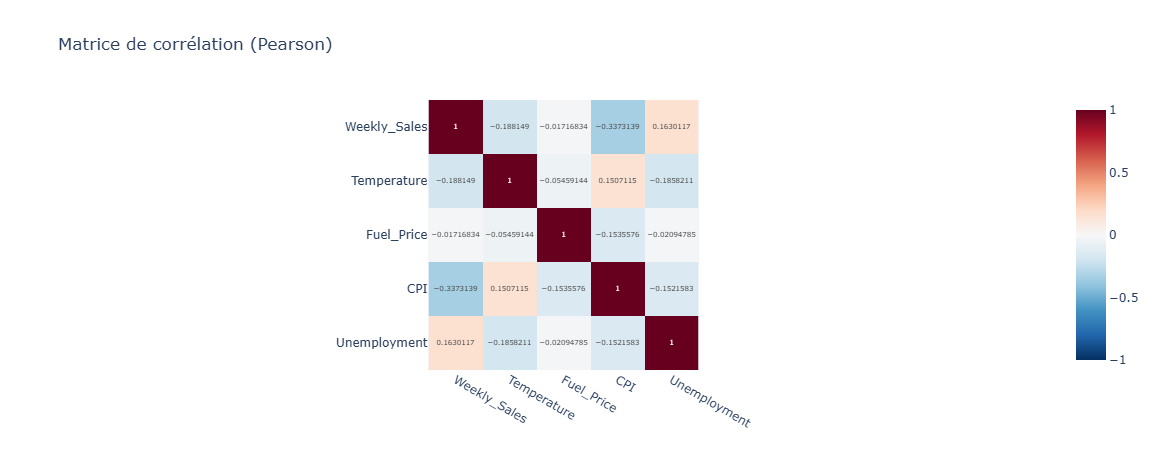 Matrice de corrélation (Pearson)
Weekly_Sales 1 −0.188149 −0.01716834 −0.3373139 0.1630117
Temperature −0.188149 1 −0.05459144 0.1507115 −0.1858211
Fuel_Price −0.01716834 −0.05459144 1 −0.1535576 −0.02094785
CPI −0.3373139 0.1507115 −0.1535576 1 −0.1521583
Unemployment 0.1630117 −0.1858211 −0.02094785 −0.1521583 1
Weekly_Sales Temperature Fuel_Price CPI Unemployment
1
0.5
0
−0.5
−1